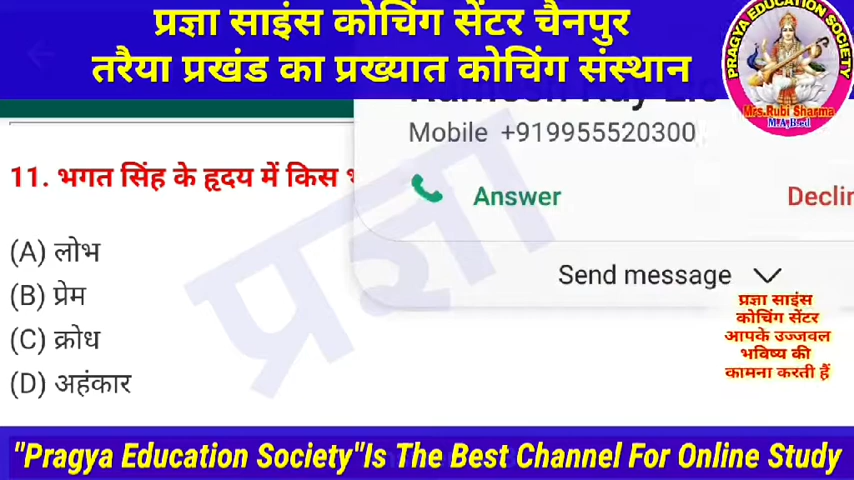 प्रज्ञा साइंस कोचिंग सेंटर चैनपुर
तरैया प्रखंड का प्रख्यात कोचिंग संस्थान
PRAGYA EDUCATION SOCIETY
Mrs.Rubi Sharma
M.A,B.ed
Mobile +919955520300
11. भगत सिंह के हृदय में किस
Answer
Send message
(A) लोभ
(B) प्रेम
(C) क्रोध
(D) अहंकार
प्रज्ञा
प्रज्ञा साइंस
कोचिंग सेंटर
आपके उज्जवल
भविष्य की
कामना करती हैं
"Pragya Education Society"Is The Best Channel For Online Study